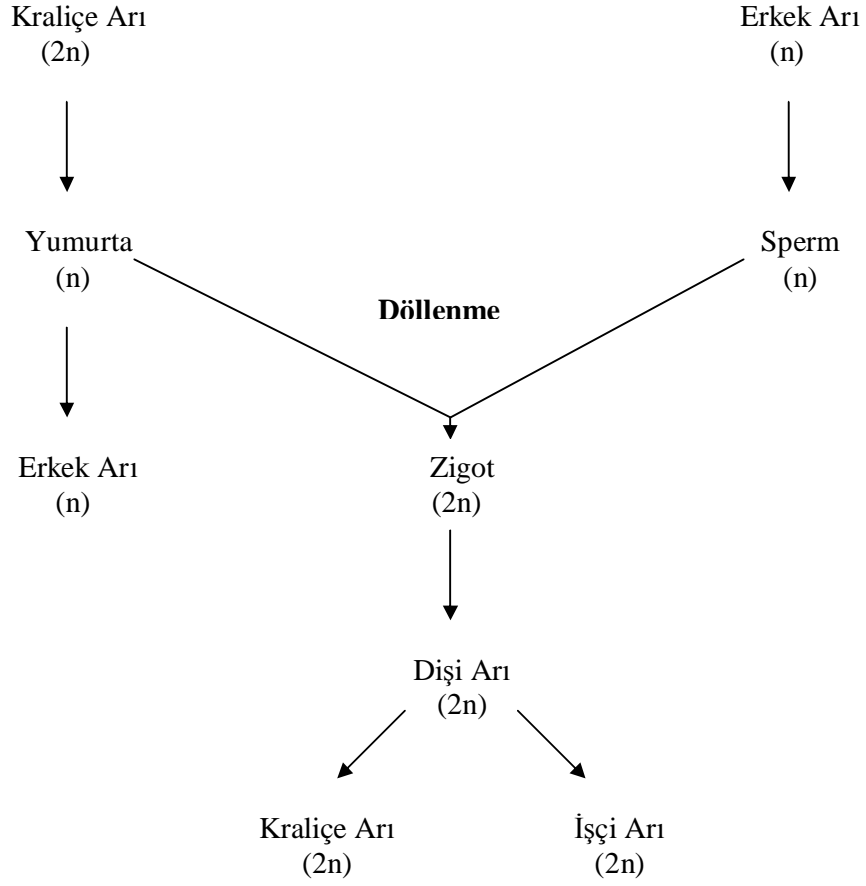 Kraliçe Arı
(2n)
Erkek Arı
(n)
Yumurta
(n)
Sperm
(n)
Döllenme
Erkek Arı
(n)
Zigot
(2n)
Dişi Arı
(2n)
Kraliçe Arı
(2n)
İşçi Arı
(2n)